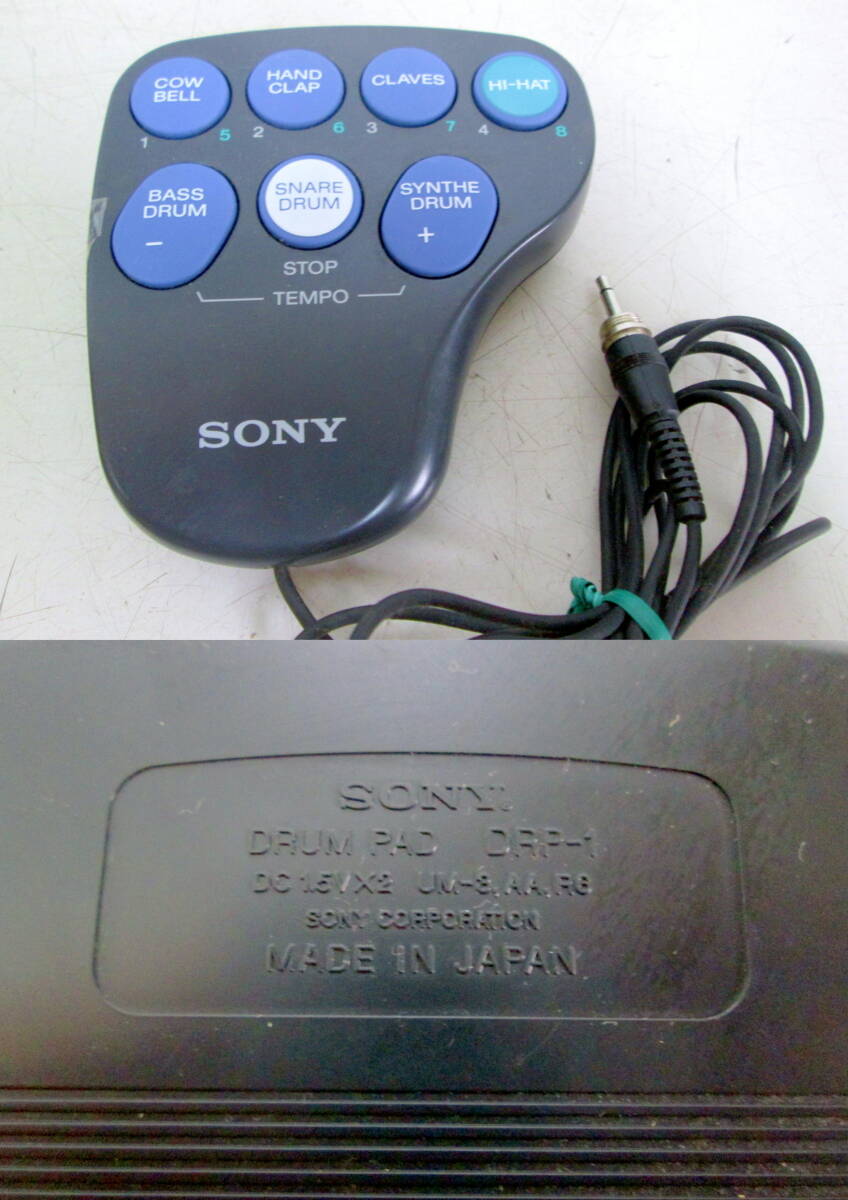 COW
BELL
HAND
CLAP
CLAVES
HI-HAT
1 5 2 6 3 7 4 8
BASS
DRUM
−
SNARE
DRUM
SYNTHE
DRUM
+
STOP
TEMPO
SONY
SONY
DRUM PAD DRP-1
DC 1.5V×2 UM-3, AA, R6
SONY CORPORATION
MADE IN JAPAN